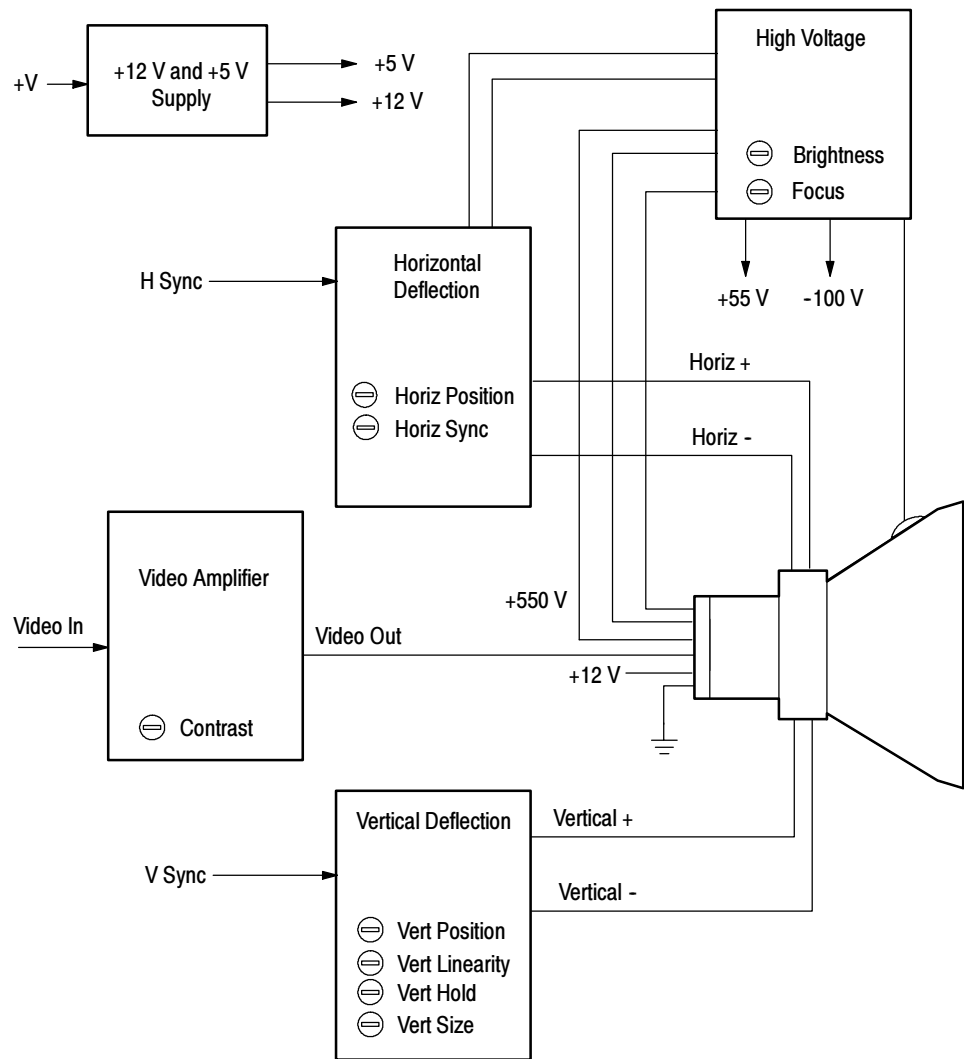 +V
+12 V and +5 V
Supply
+5 V
+12 V
High Voltage
Brightness
Focus
+55 V
-100 V
H Sync
Horizontal
Deflection
Horiz Position
Horiz Sync
Horiz +
Horiz -
Video In
Video Amplifier
Contrast
Video Out
+550 V
+12 V
V Sync
Vertical Deflection
Vert Position
Vert Linearity
Vert Hold
Vert Size
Vertical +
Vertical -